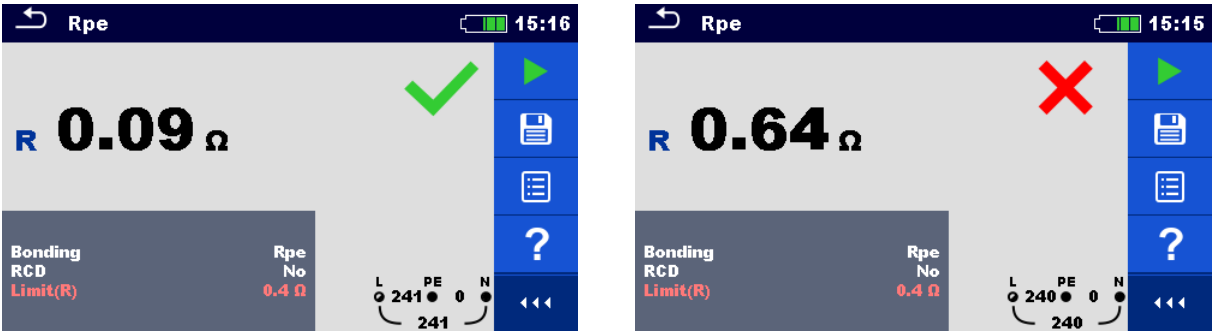 Rpe 15:16
R 0.09 Ω
?
Bonding Rpe
RCD No
Limit(R) 0.4 Ω
L PE N
241 0
241
Rpe 15:15
R 0.64 Ω
?
Bonding Rpe
RCD No
Limit(R) 0.4 Ω
L PE N
240 0
240